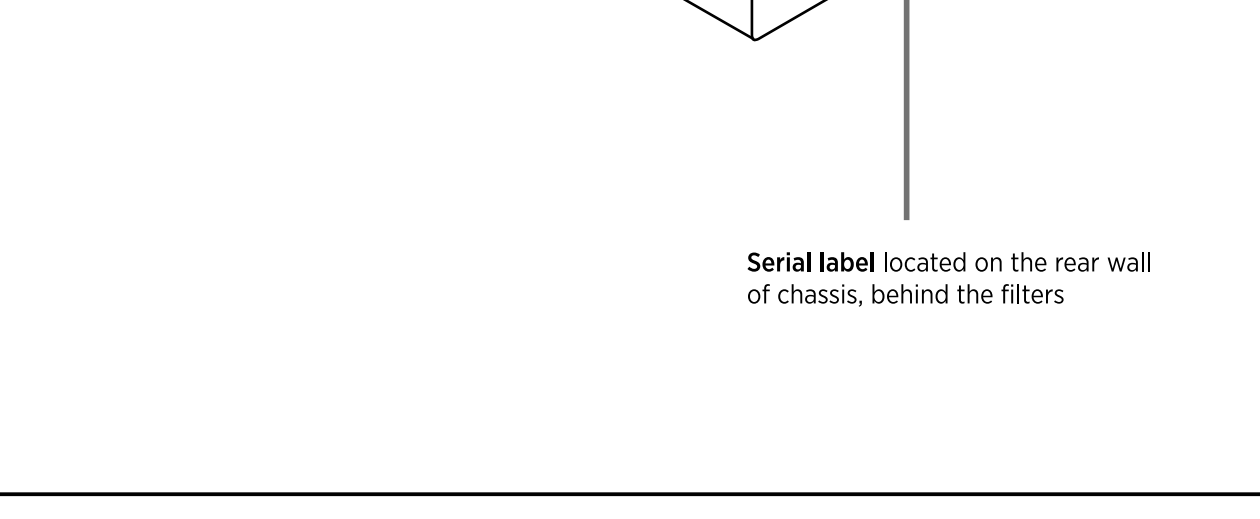 Serial label located on the rear wall
of chassis, behind the filters